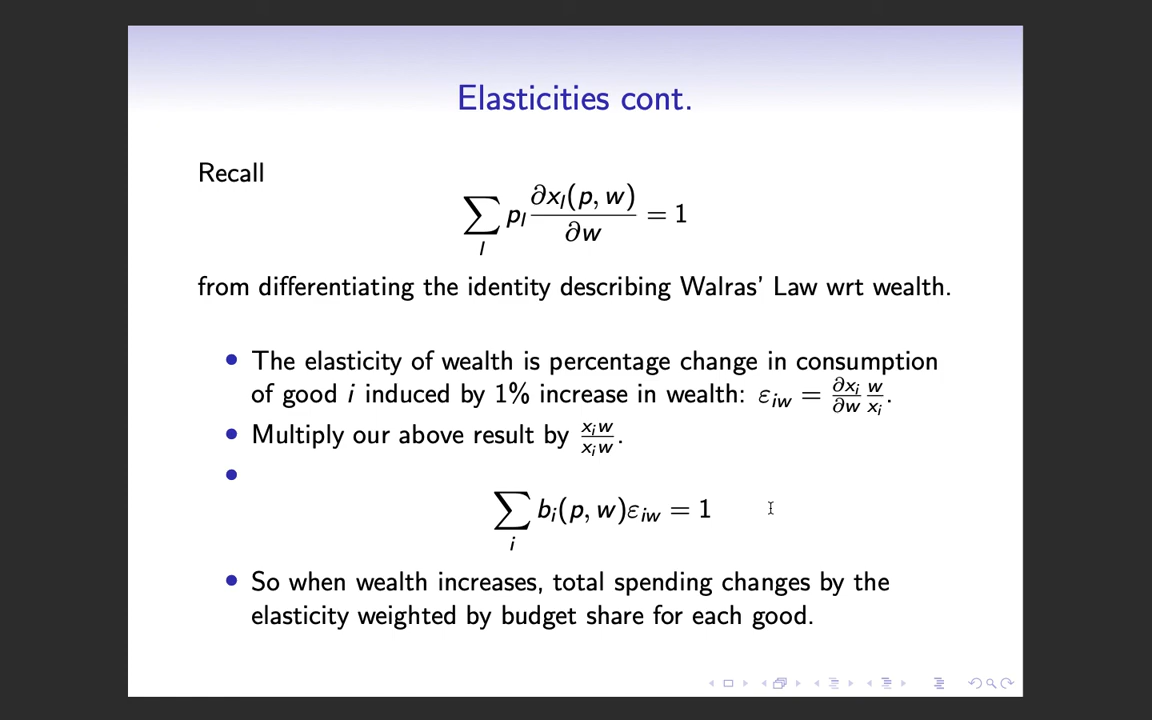 Elasticities cont.
Recall
∑_l p_l ∂x_l(p, w)/∂w = 1
from differentiating the identity describing Walras' Law wrt wealth.
• The elasticity of wealth is percentage change in consumption
of good i induced by 1% increase in wealth: ε_iw = ∂x_i/∂w w/x_i.
• Multiply our above result by x_i w/x_i w.
•
∑_i b_i(p, w)ε_iw = 1
• So when wealth increases, total spending changes by the
elasticity weighted by budget share for each good.